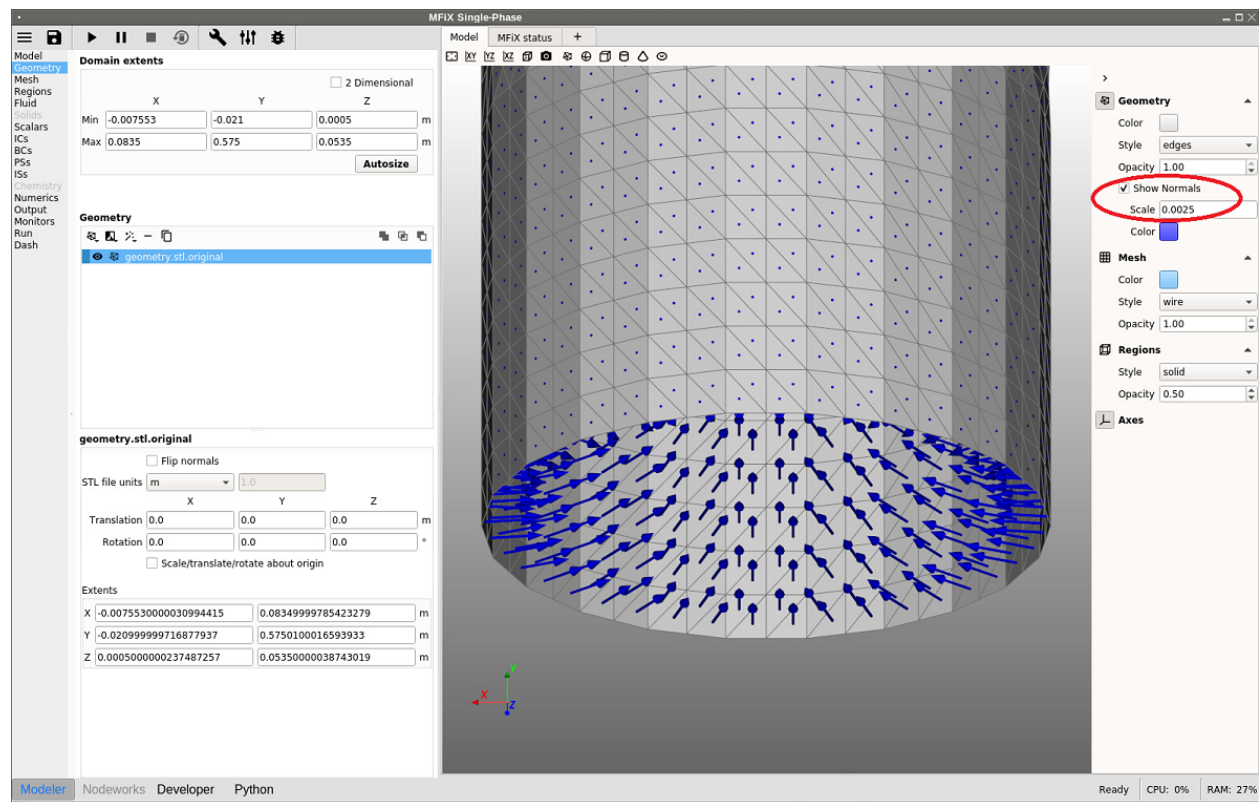 MFiX Single-Phase
Model
Geometry
Mesh
Regions
Fluid
Solids
Scalars
ICs
BCs
PSs
ISs
Chemistry
Numerics
Output
Monitors
Run
Dash
Domain extents
2 Dimensional
X Y Z
Min -0.007553 -0.021 0.0005 m
Max 0.0835 0.575 0.0535 m
Autosize
Geometry
geometry.stl.original
geometry.stl.original
Flip normals
STL file units m 1.0
X Y Z
Translation 0.0 0.0 0.0 m
Rotation 0.0 0.0 0.0 °
Scale/translate/rotate about origin
Extents
X -0.0075530000030994415 0.08349999785423279 m
Y -0.020999999716877937 0.5750100016593933 m
Z 0.0005000000237487257 0.05350000038743019 m
Model MFiX status +
XY YZ XZ
Y
X
Z
Geometry
Color
Style edges
Opacity 1.00
Show Normals
Scale 0.0025
Color
Mesh
Color
Style wire
Opacity 1.00
Regions
Style solid
Opacity 0.50
Axes
Modeler Nodeworks Developer Python
Ready CPU: 0% RAM: 27%